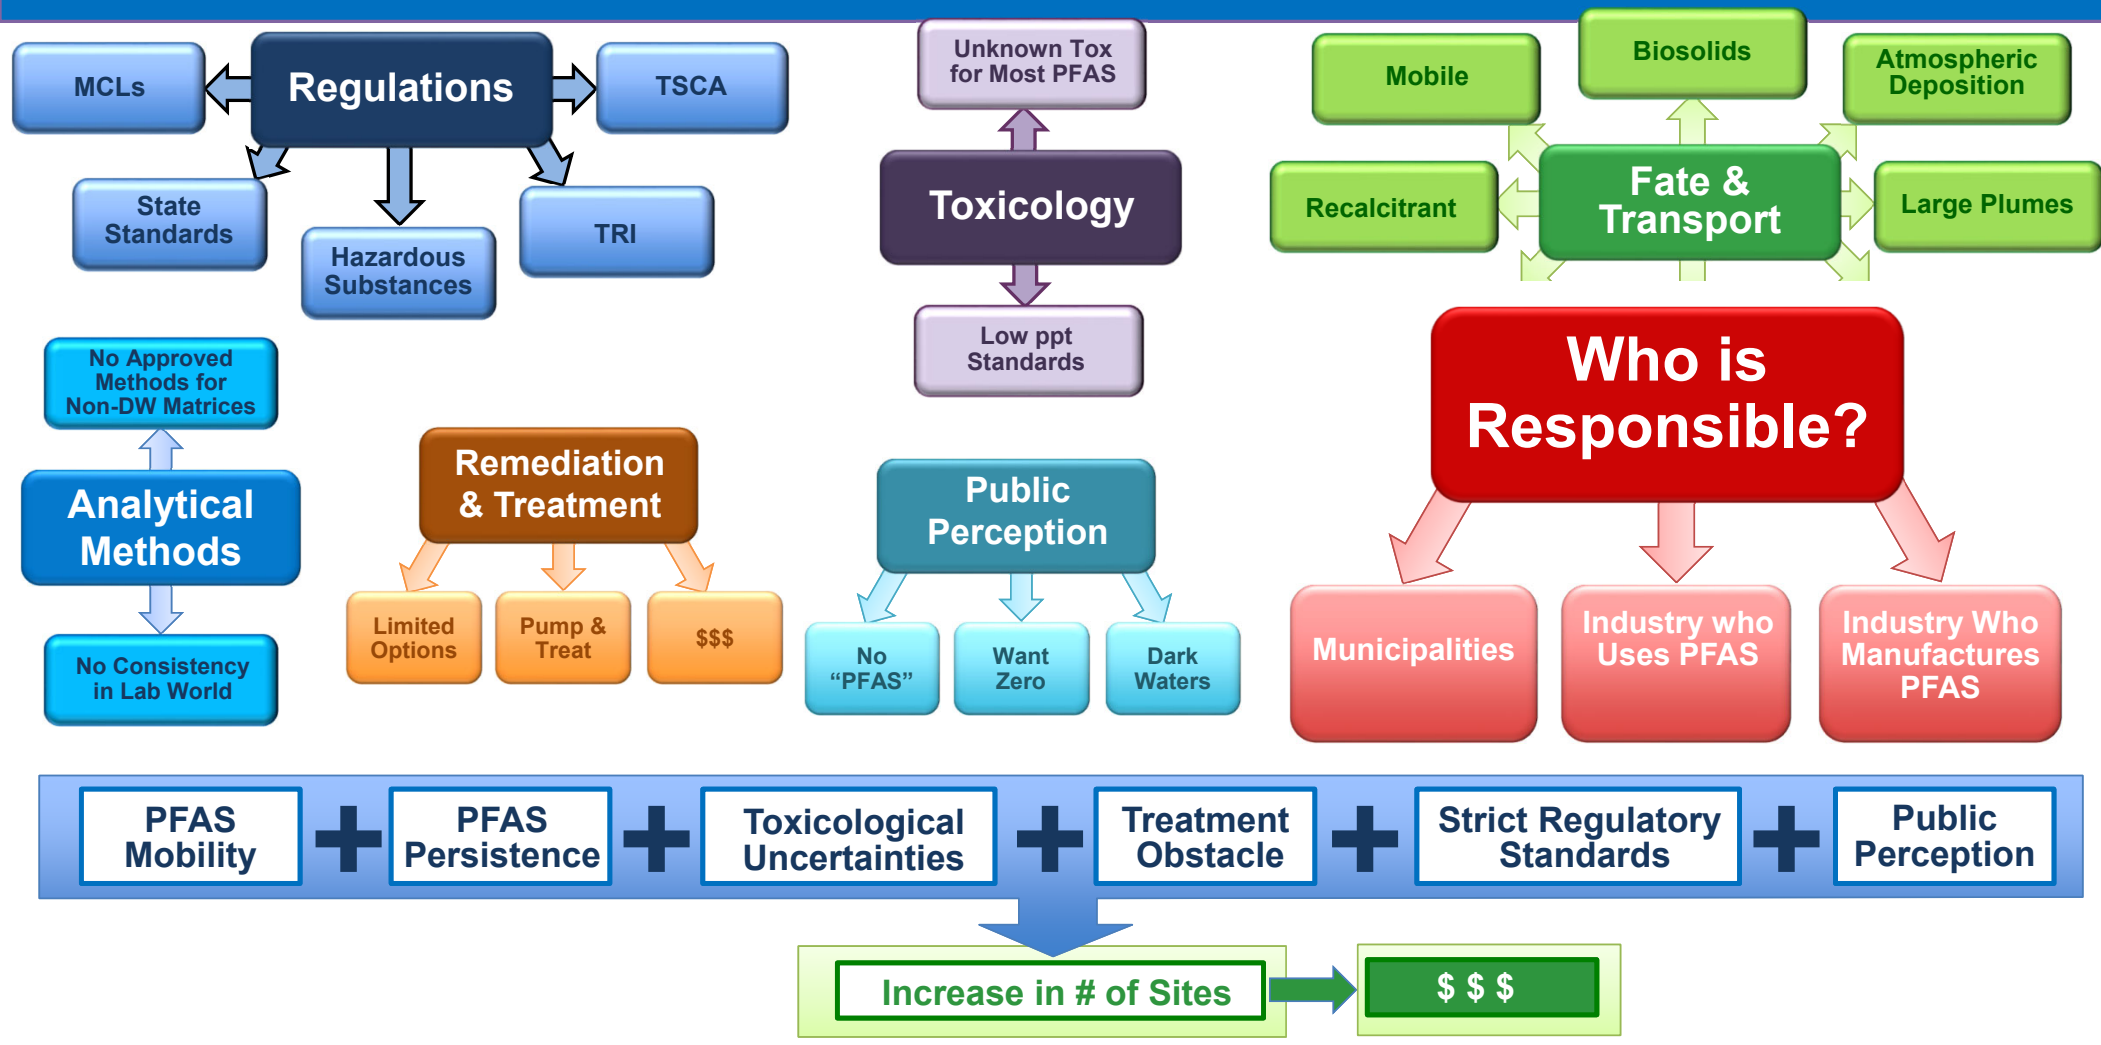 MCLs
Regulations
TSCA
State
Standards
Hazardous
Substances
TRI
Unknown Tox
for Most PFAS
Toxicology
Low ppt
Standards
Mobile
Biosolids
Atmospheric
Deposition
Recalcitrant
Fate &
Transport
Large Plumes
No Approved
Methods for
Non-DW Matrices
Analytical
Methods
No Consistency
in Lab World
Remediation
& Treatment
Limited
Options
Pump &
Treat
$$$
Public
Perception
No
“PFAS”
Want
Zero
Dark
Waters
Who is
Responsible?
Municipalities
Industry who
Uses PFAS
Industry Who
Manufactures
PFAS
PFAS
Mobility
+
PFAS
Persistence
+
Toxicological
Uncertainties
+
Treatment
Obstacle
+
Strict Regulatory
Standards
+
Public
Perception
Increase in # of Sites
$ $ $